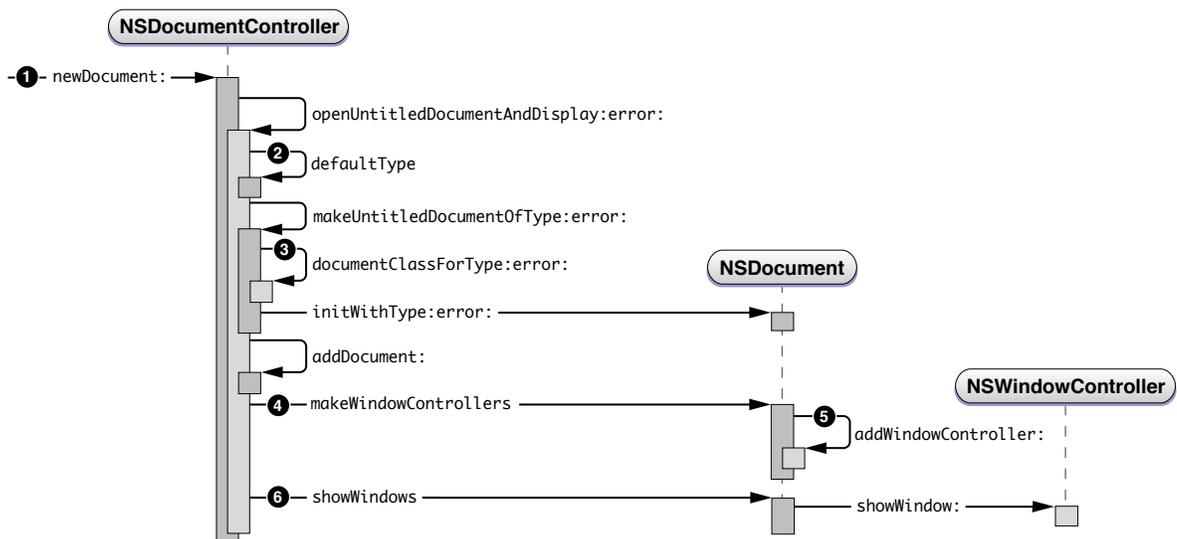 NSDocumentController
1 newDocument:
openUntitledDocumentAndDisplay:error:
2
defaultType
makeUntitledDocumentOfType:error:
3
documentClassForType:error:
NSDocument
initWithType:error:
addDocument:
NSWindowController
4 makeWindowControllers
5
addWindowController:
6 showWindows
showWindow: